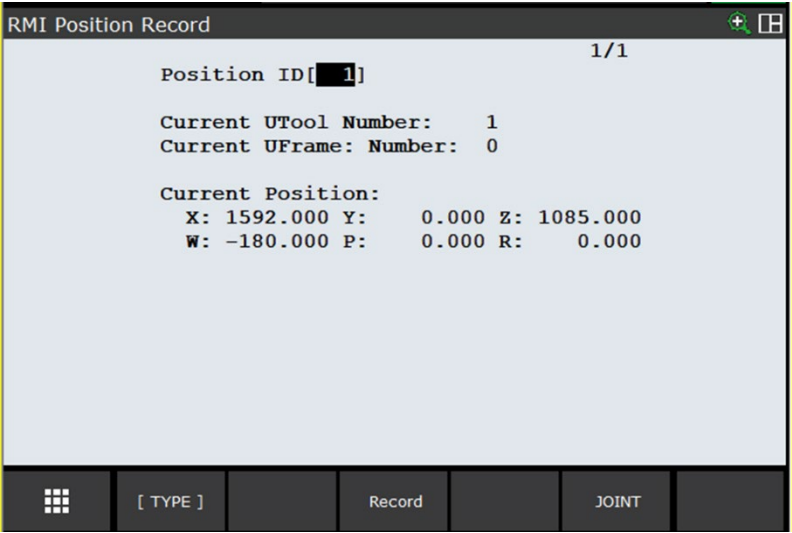 RMI Position Record
1/1
Position ID[ 1]
Current UTool Number: 1
Current UFrame: Number: 0
Current Position:
X: 1592.000 Y: 0.000 Z: 1085.000
W: -180.000 P: 0.000 R: 0.000
[ TYPE ] Record JOINT